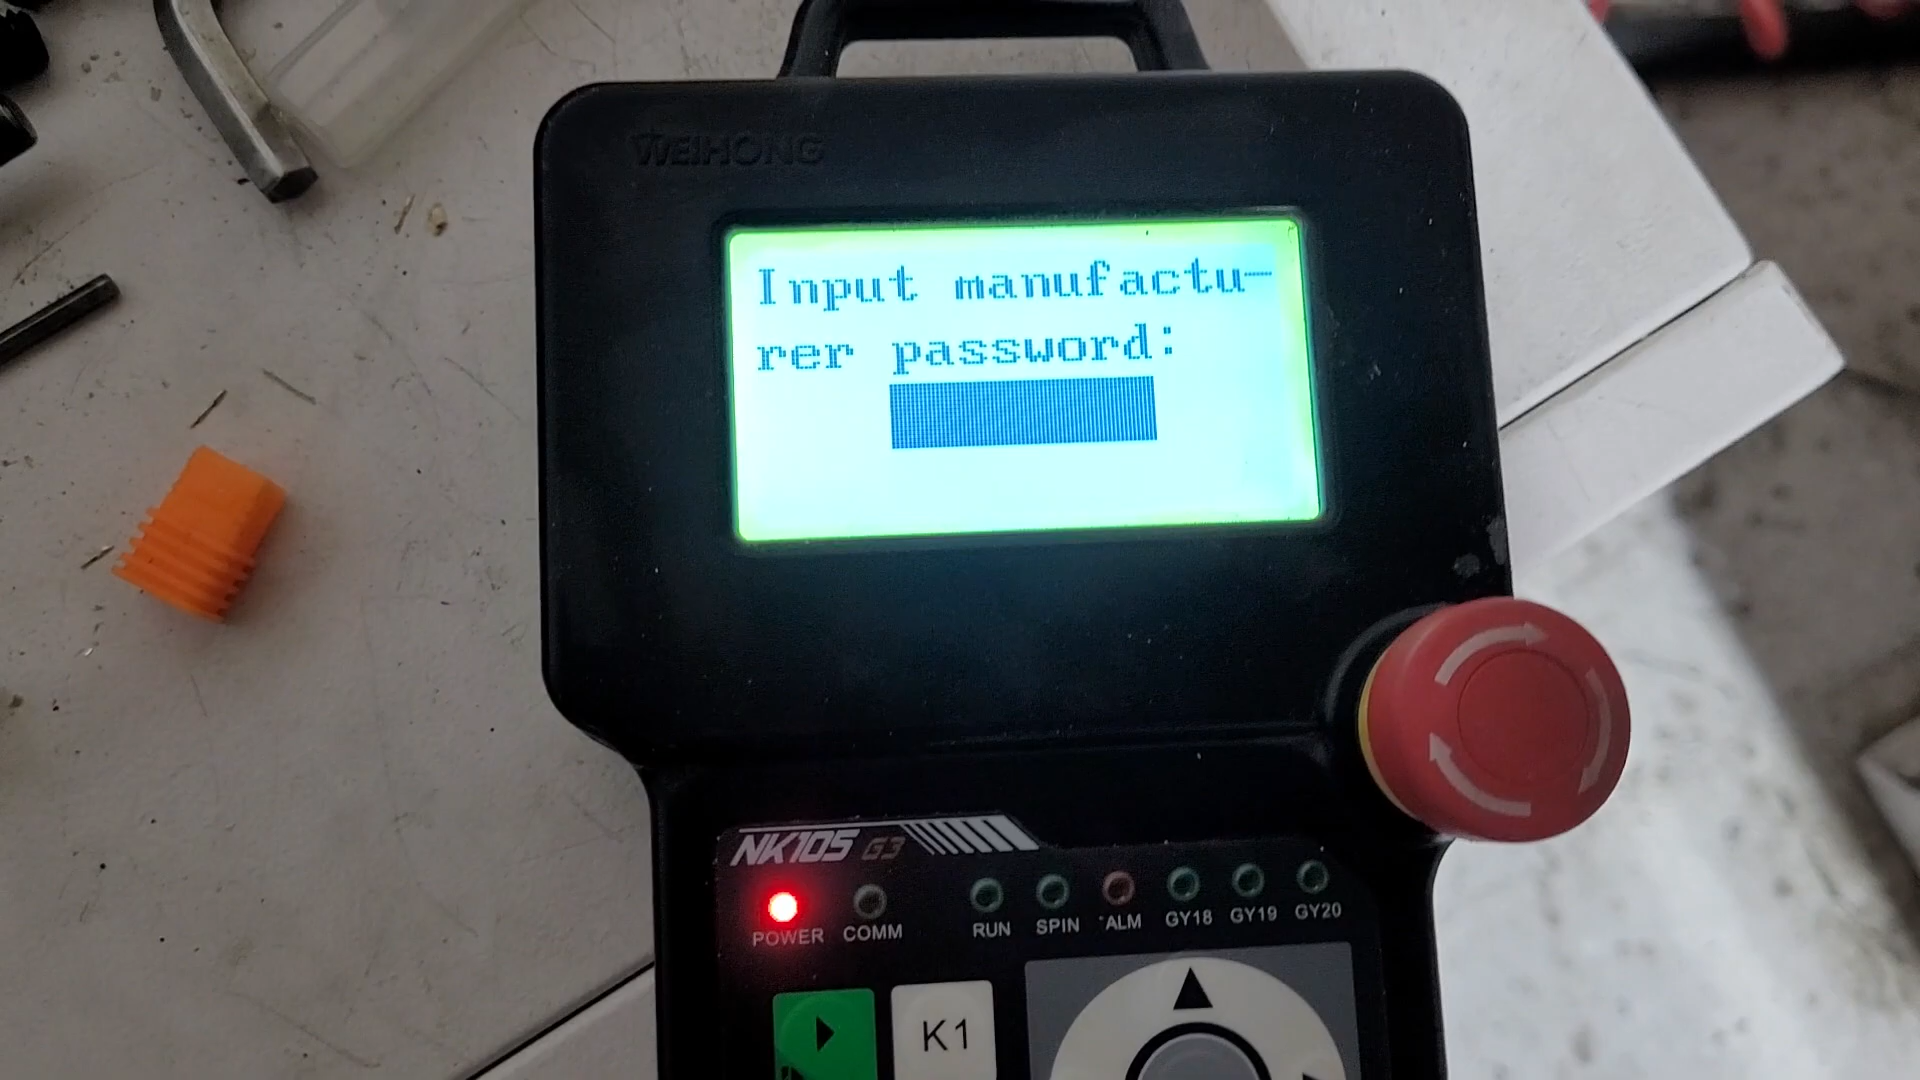 WEIHONG
Input manufactu-
rer password:
NK105 G3
POWER COMM RUN SPIN ALM GY18 GY19 GY20
K1